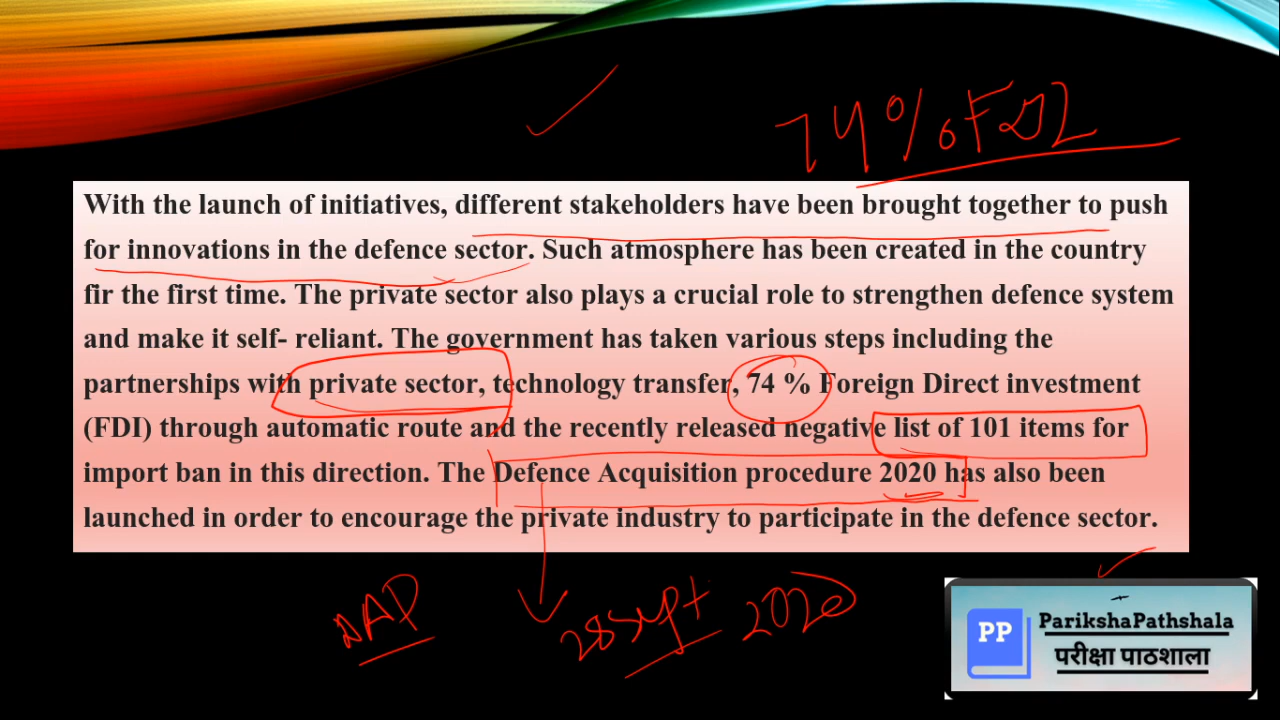 74% FDI
With the launch of initiatives, different stakeholders have been brought together to push
for innovations in the defence sector. Such atmosphere has been created in the country
fir the first time. The private sector also plays a crucial role to strengthen defence system
and make it self- reliant. The government has taken various steps including the
partnerships with private sector, technology transfer, 74 % Foreign Direct investment
(FDI) through automatic route and the recently released negative list of 101 items for
import ban in this direction. The Defence Acquisition procedure 2020 has also been
launched in order to encourage the private industry to participate in the defence sector.
DAP
28 Sept 2020
PP
ParikshaPathshala
परीक्षा पाठशाला